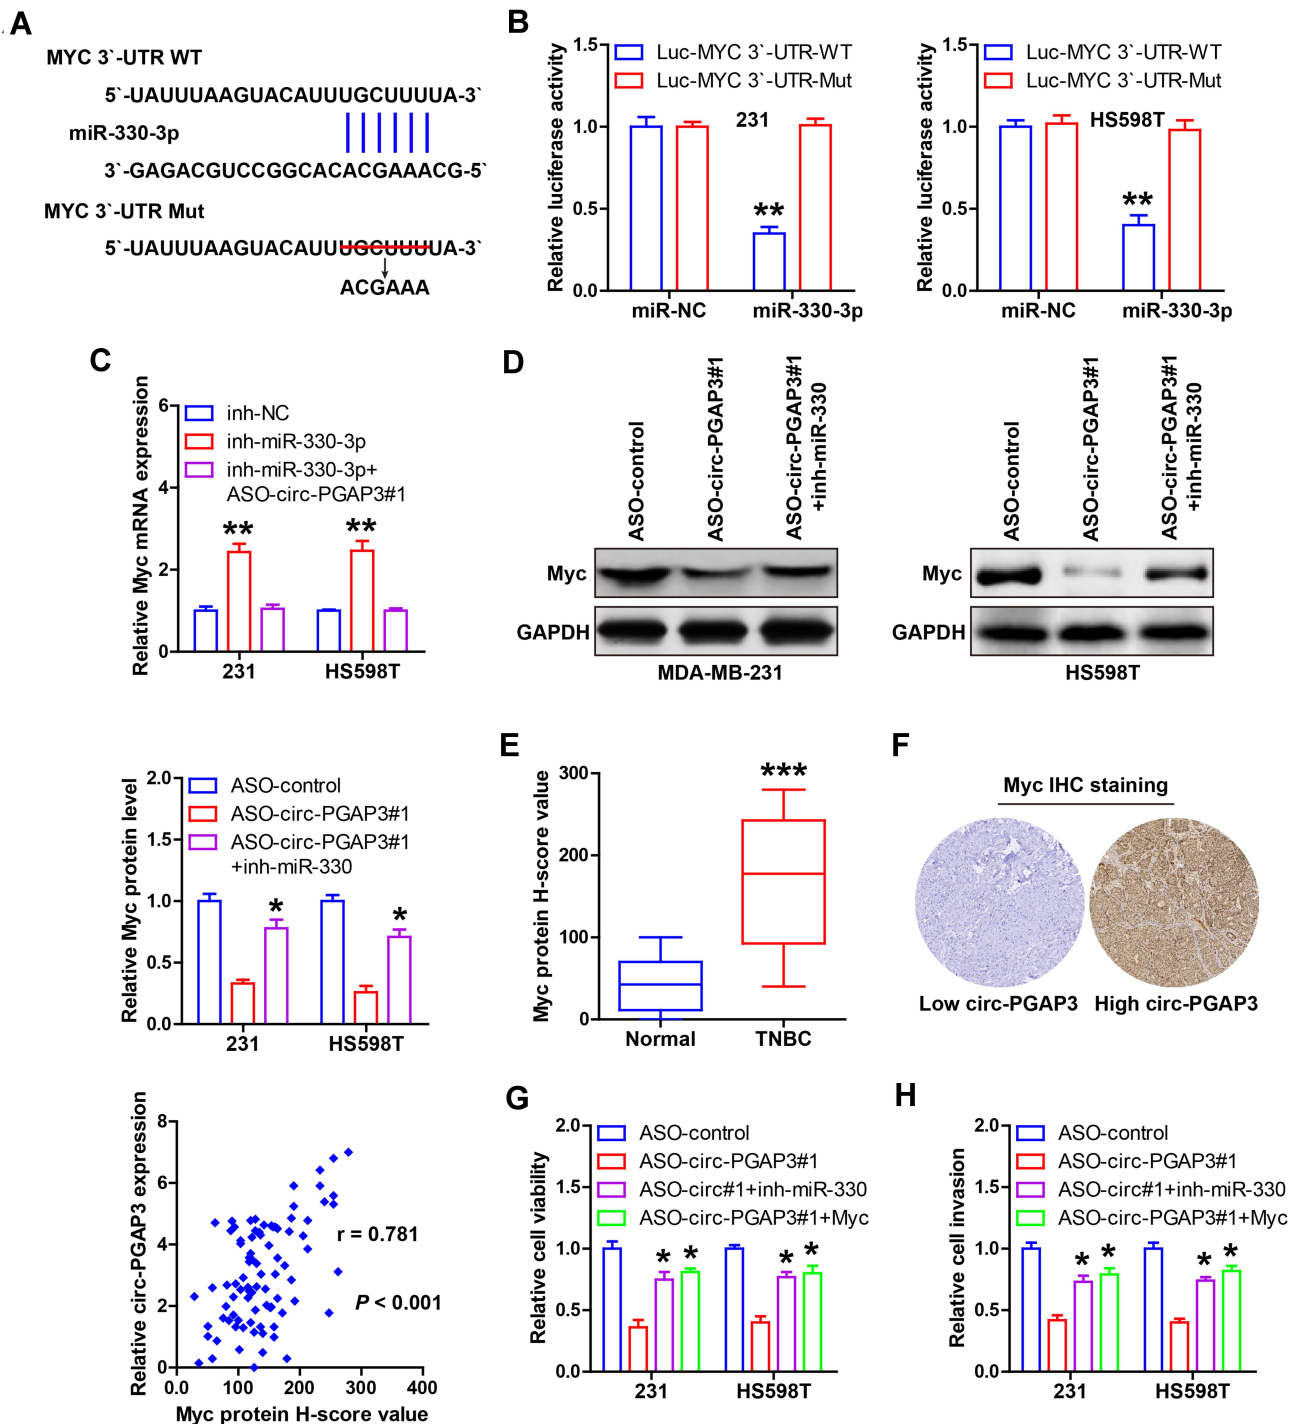 A
MYC 3`-UTR WT
5`-UAUUUAAGUACAUUUGCUUUUA-3`
miR-330-3p
3`-GAGACGUCCGGCACACGAAACG-5`
MYC 3`-UTR Mut
5`-UAUUUAAGUACAUUUGCUUUUA-3`
ACGAAA
B
Relative luciferase activity
1.5
1.0
0.5
0.0
Luc-MYC 3`-UTR-WT
Luc-MYC 3`-UTR-Mut
231
**
miR-NC
miR-330-3p
Relative luciferase activity
1.5
1.0
0.5
0.0
Luc-MYC 3`-UTR-WT
Luc-MYC 3`-UTR-Mut
HS598T
**
miR-NC
miR-330-3p
C
Relative Myc mRNA expression
6
4
2
0
inh-NC
inh-miR-330-3p
inh-miR-330-3p+
ASO-circ-PGAP3#1
**
**
231
HS598T
D
ASO-control
ASO-circ-PGAP3#1
ASO-circ-PGAP3#1
+inh-miR-330
Myc
GAPDH
MDA-MB-231
ASO-control
ASO-circ-PGAP3#1
ASO-circ-PGAP3#1
+inh-miR-330
Myc
GAPDH
HS598T
Relative Myc protein level
2.0
1.5
1.0
0.5
0.0
ASO-control
ASO-circ-PGAP3#1
ASO-circ-PGAP3#1
+inh-miR-330
*
*
231
HS598T
E
Myc protein H-score value
300
200
100
0
***
Normal
TNBC
F
Myc IHC staining
Low circ-PGAP3
High circ-PGAP3
Relative circ-PGAP3 expression
8
6
4
2
0
r = 0.781
P < 0.001
0.0
100
200
300
400
Myc protein H-score value
G
Relative cell viability
2.0
1.5
1.0
0.5
0.0
ASO-control
ASO-circ-PGAP3#1
ASO-circ#1+inh-miR-330
ASO-circ-PGAP3#1+Myc
*
*
*
*
231
HS598T
H
Relative cell invasion
2.0
1.5
1.0
0.5
0.0
ASO-control
ASO-circ-PGAP3#1
ASO-circ#1+inh-miR-330
ASO-circ-PGAP3#1+Myc
*
*
*
*
231
HS598T